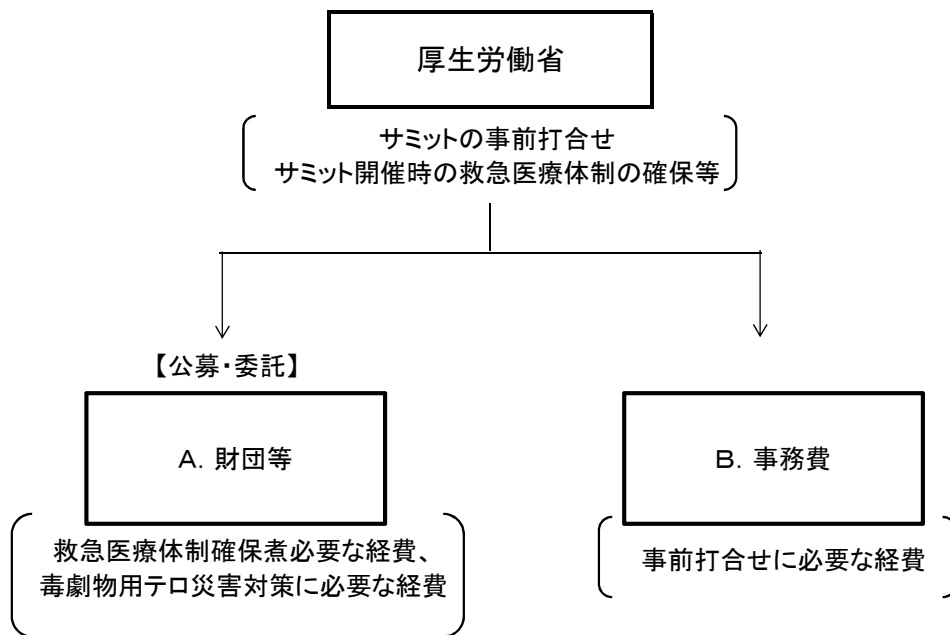 厚生労働省
サミットの事前打合せ
サミット開催時の救急医療体制の確保等
【公募・委託】
A. 財団等
救急医療体制確保煮必要な経費、
毒劇物用テロ災害対策に必要な経費
B. 事務費
事前打合せに必要な経費